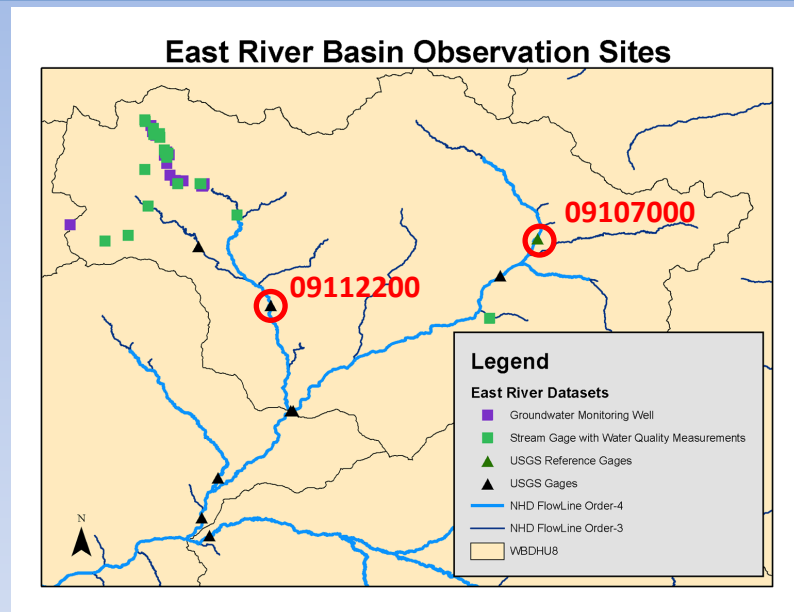 East River Basin Observation Sites
09107000
09112200
Legend
East River Datasets
Groundwater Monitoring Well
Stream Gage with Water Quality Measurements
USGS Reference Gages
USGS Gages
NHD FlowLine Order-4
NHD FlowLine Order-3
WBDHU8
N